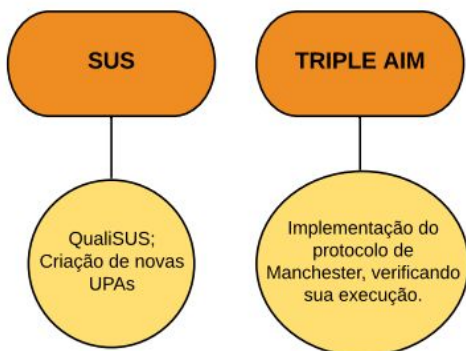 SUS
TRIPLE AIM
QualiSUS;
Criação de novas
UPAs
Implementação do
protocolo de
Manchester, verificando
sua execução.